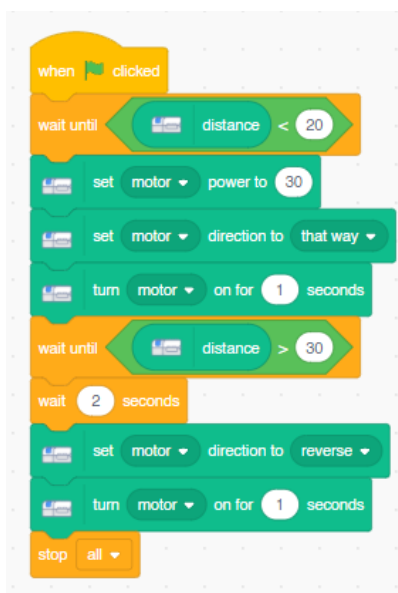 when clicked
wait until distance < 20
set motor power to 30
set motor direction to that way
turn motor on for 1 seconds
wait until distance > 30
wait 2 seconds
set motor direction to reverse
turn motor on for 1 seconds
stop all